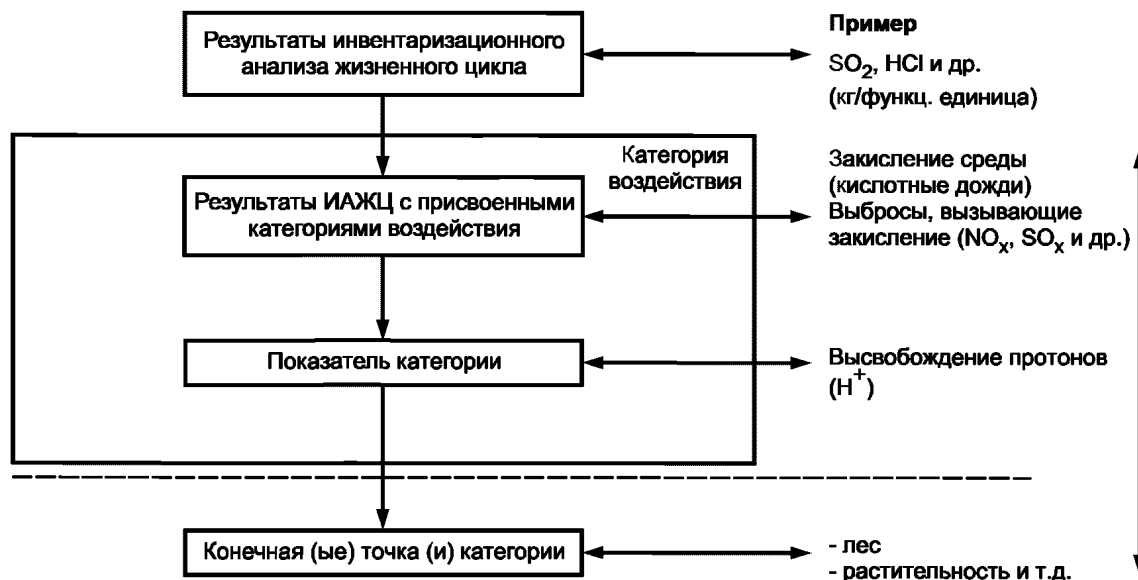 Пример
Результаты инвентаризационного
анализа жизненного цикла
SO2, HCl и др.
(кг/функц. единица)
Категория
воздействия
Результаты ИАЖЦ с присвоенными
категориями воздействия
Закисление среды
(кислотные дожди)
Выбросы, вызывающие
закисление (NOx, SOx и др.)
Показатель категории
Высвобождение протонов
(H+)
Конечная (ые) точка (и) категории
- лес
- растительность и т.д.